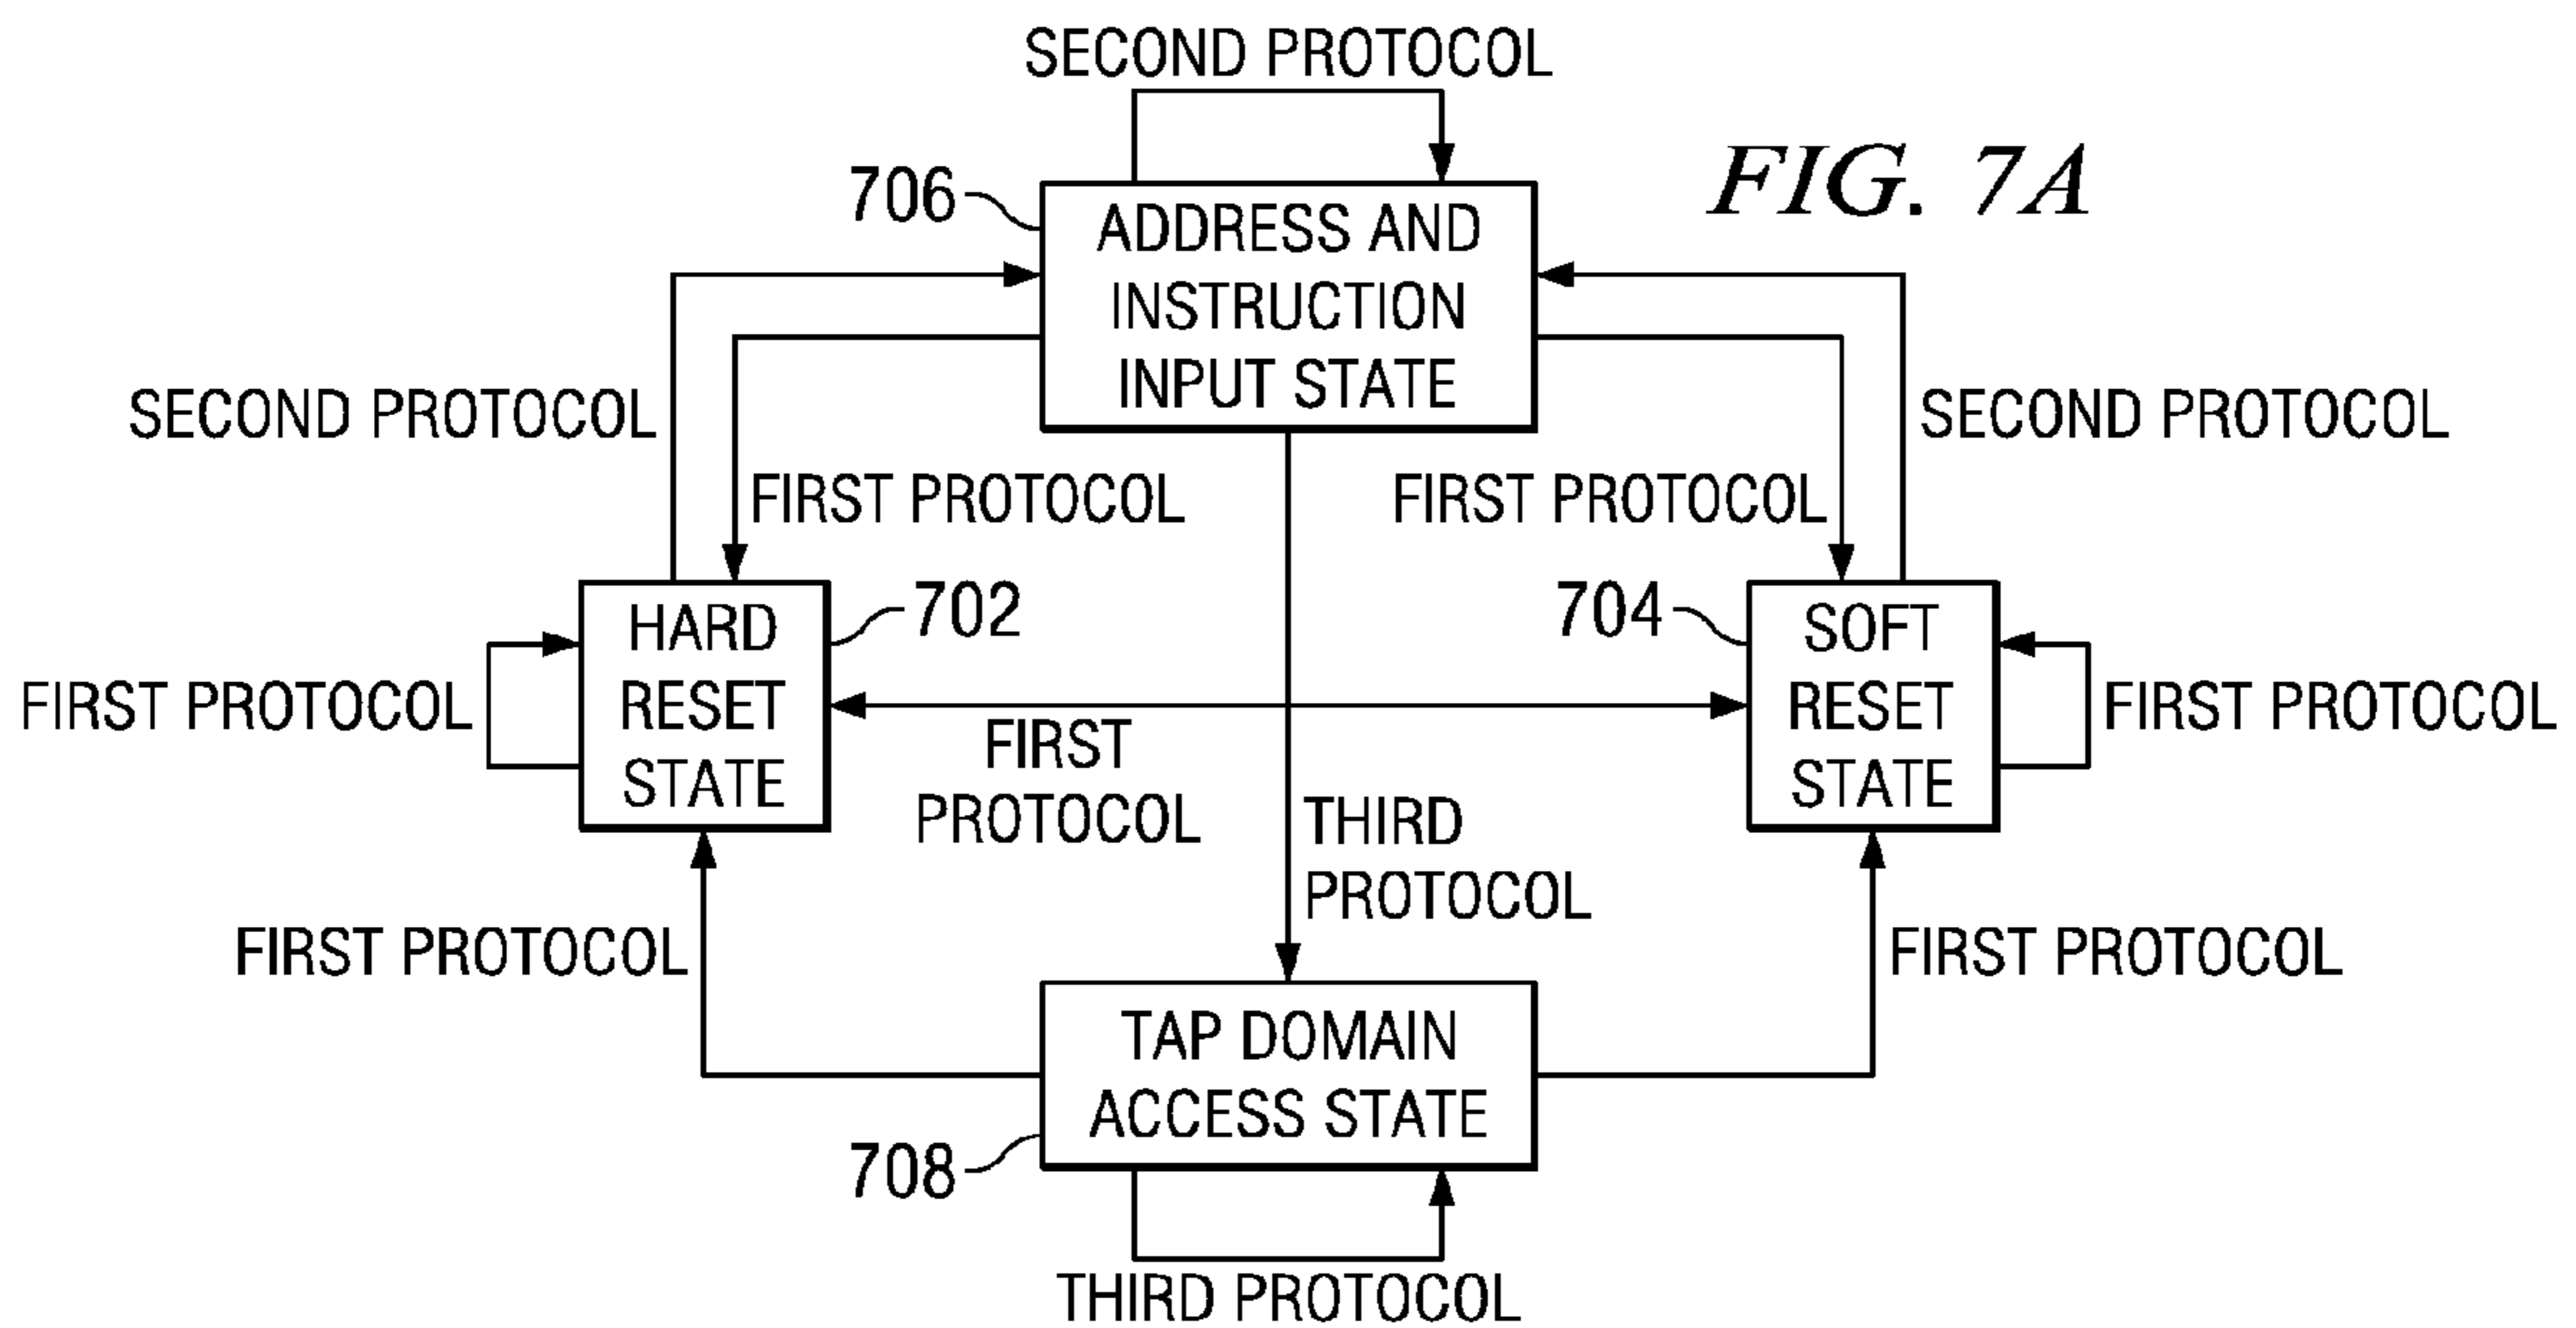 SECOND PROTOCOL
FIG. 7A
706
ADDRESS AND
INSTRUCTION
INPUT STATE
SECOND PROTOCOL
SECOND PROTOCOL
FIRST PROTOCOL
FIRST PROTOCOL
702
704
HARD
RESET
STATE
SOFT
RESET
STATE
FIRST PROTOCOL
FIRST PROTOCOL
FIRST
PROTOCOL
THIRD
PROTOCOL
FIRST PROTOCOL
FIRST PROTOCOL
TAP DOMAIN
ACCESS STATE
708
THIRD PROTOCOL